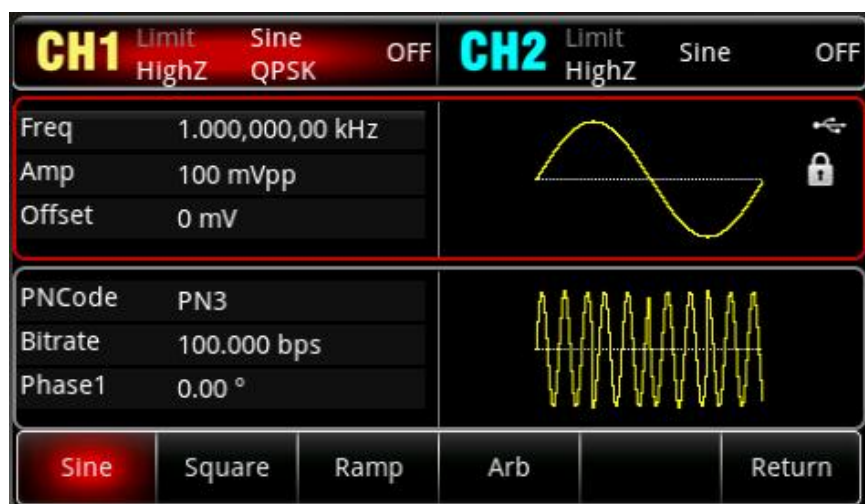 CH1 Limit Sine OFF CH2 Limit Sine OFF
HighZ QPSK HighZ
Freq 1.000,000,00 kHz
Amp 100 mVpp
Offset 0 mV
PNCode PN3
Bitrate 100.000 bps
Phase1 0.00 °
Sine Square Ramp Arb Return